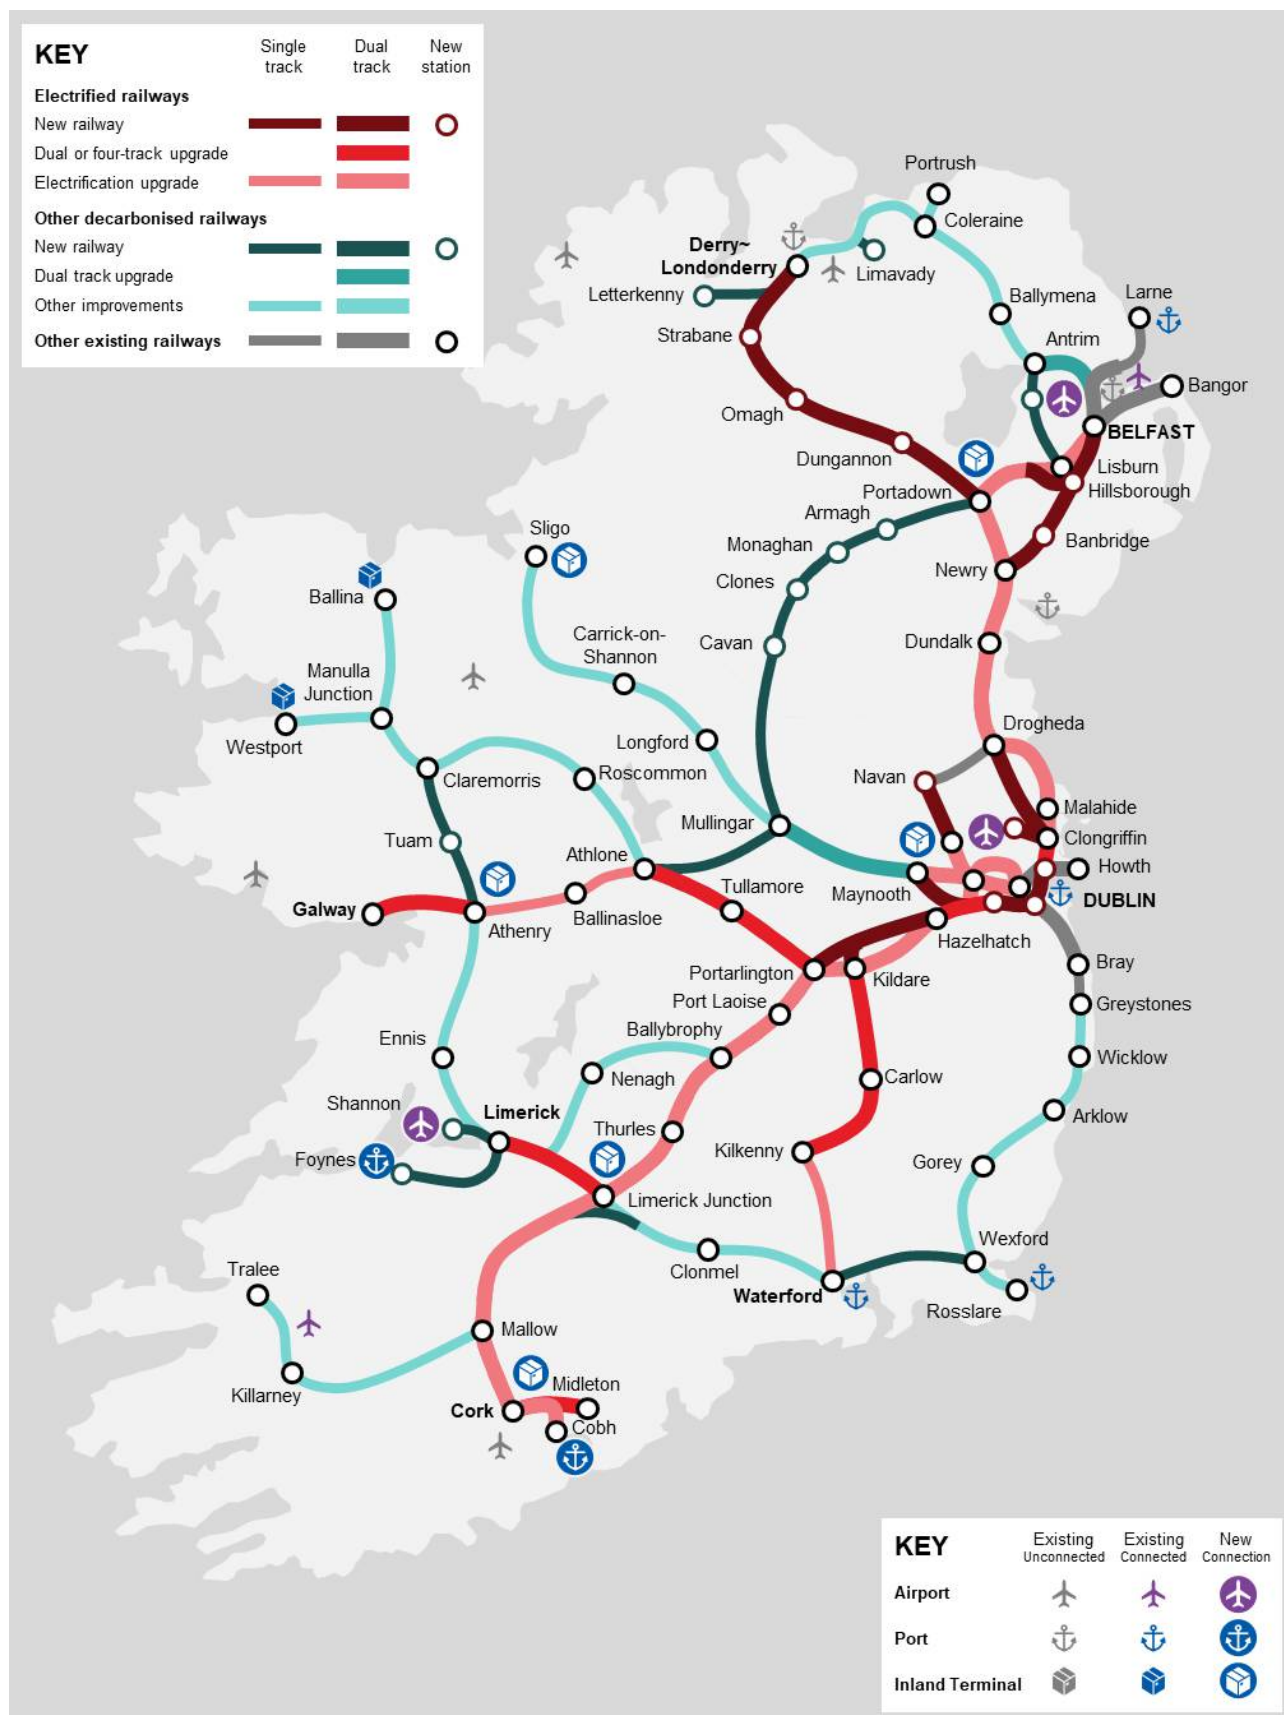 KEY
Single track
Dual track
New station
Electrified railways
New railway
Dual or four-track upgrade
Electrification upgrade
Other decarbonised railways
New railway
Dual track upgrade
Other improvements
Other existing railways
Portrush
Coleraine
Derry~
Londonderry
Limavady
Letterkenny
Ballymena
Larne
Strabane
Antrim
Bangor
Omagh
BELFAST
Dungannon
Lisburn
Hillsborough
Portadown
Armagh
Banbridge
Monaghan
Newry
Clones
Sligo
Ballina
Carrick-on-
Shannon
Cavan
Dundalk
Manulla
Junction
Westport
Longford
Drogheda
Claremorris
Roscommon
Navan
Malahide
Mullingar
Clongriffin
Tuam
Athlone
Howth
Tullamore
Maynooth
DUBLIN
Galway
Ballinasloe
Athenry
Hazelhatch
Portarlington
Kildare
Bray
Port Laoise
Greystones
Ballybrophy
Ennis
Nenagh
Wicklow
Carlow
Shannon
Limerick
Arklow
Thurles
Kilkenny
Foynes
Gorey
Limerick Junction
Wexford
Clonmel
Tralee
Waterford
Rosslare
Mallow
Midleton
Killarney
Cork
Cobh
KEY
Existing Unconnected
Existing Connected
New Connection
Airport
Port
Inland Terminal